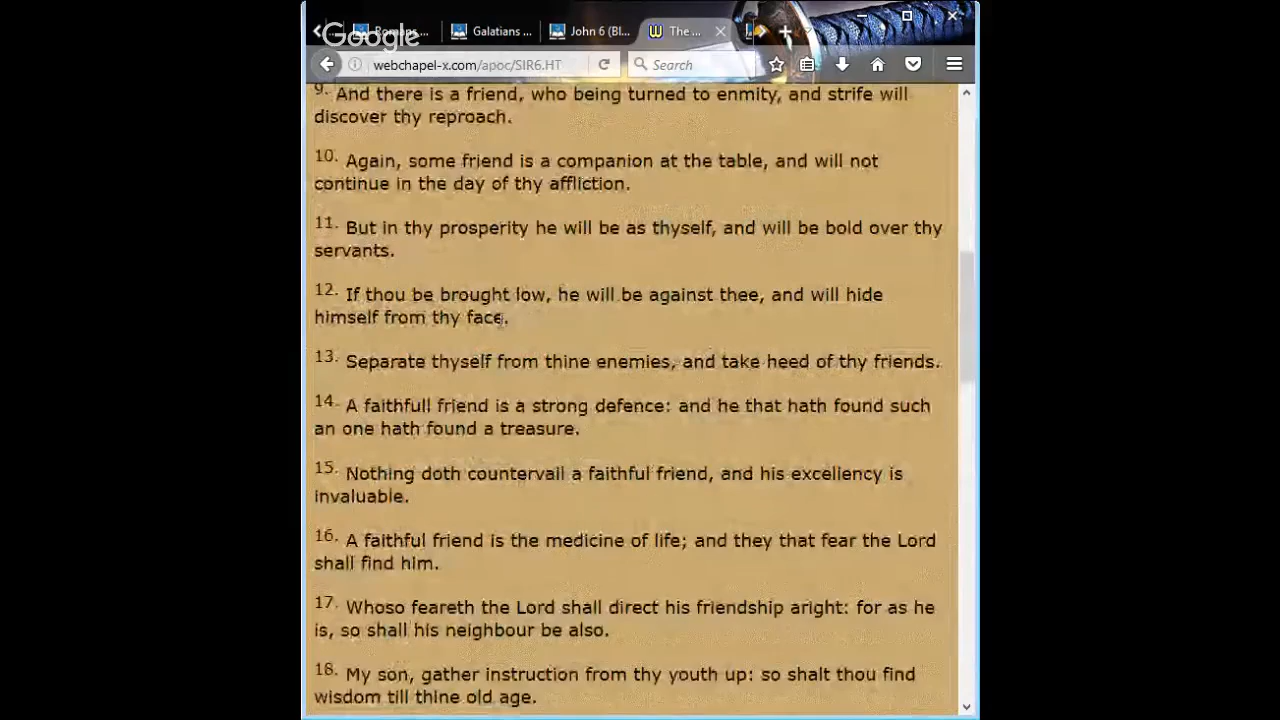 Romans ...
Galatians ...
John 6 (Bl...
W The ...
Google
webchapel-x.com/apoc/SIR6.HT
Search
9. And there is a friend, who being turned to enmity, and strife will
discover thy reproach.
10. Again, some friend is a companion at the table, and will not
continue in the day of thy affliction.
11. But in thy prosperity he will be as thyself, and will be bold over thy
servants.
12. If thou be brought low, he will be against thee, and will hide
himself from thy face.
13. Separate thyself from thine enemies, and take heed of thy friends.
14. A faithfull friend is a strong defence: and he that hath found such
an one hath found a treasure.
15. Nothing doth countervail a faithful friend, and his excellency is
invaluable.
16. A faithful friend is the medicine of life; and they that fear the Lord
shall find him.
17. Whoso feareth the Lord shall direct his friendship aright: for as he
is, so shall his neighbour be also.
18. My son, gather instruction from thy youth up: so shalt thou find
wisdom till thine old age.